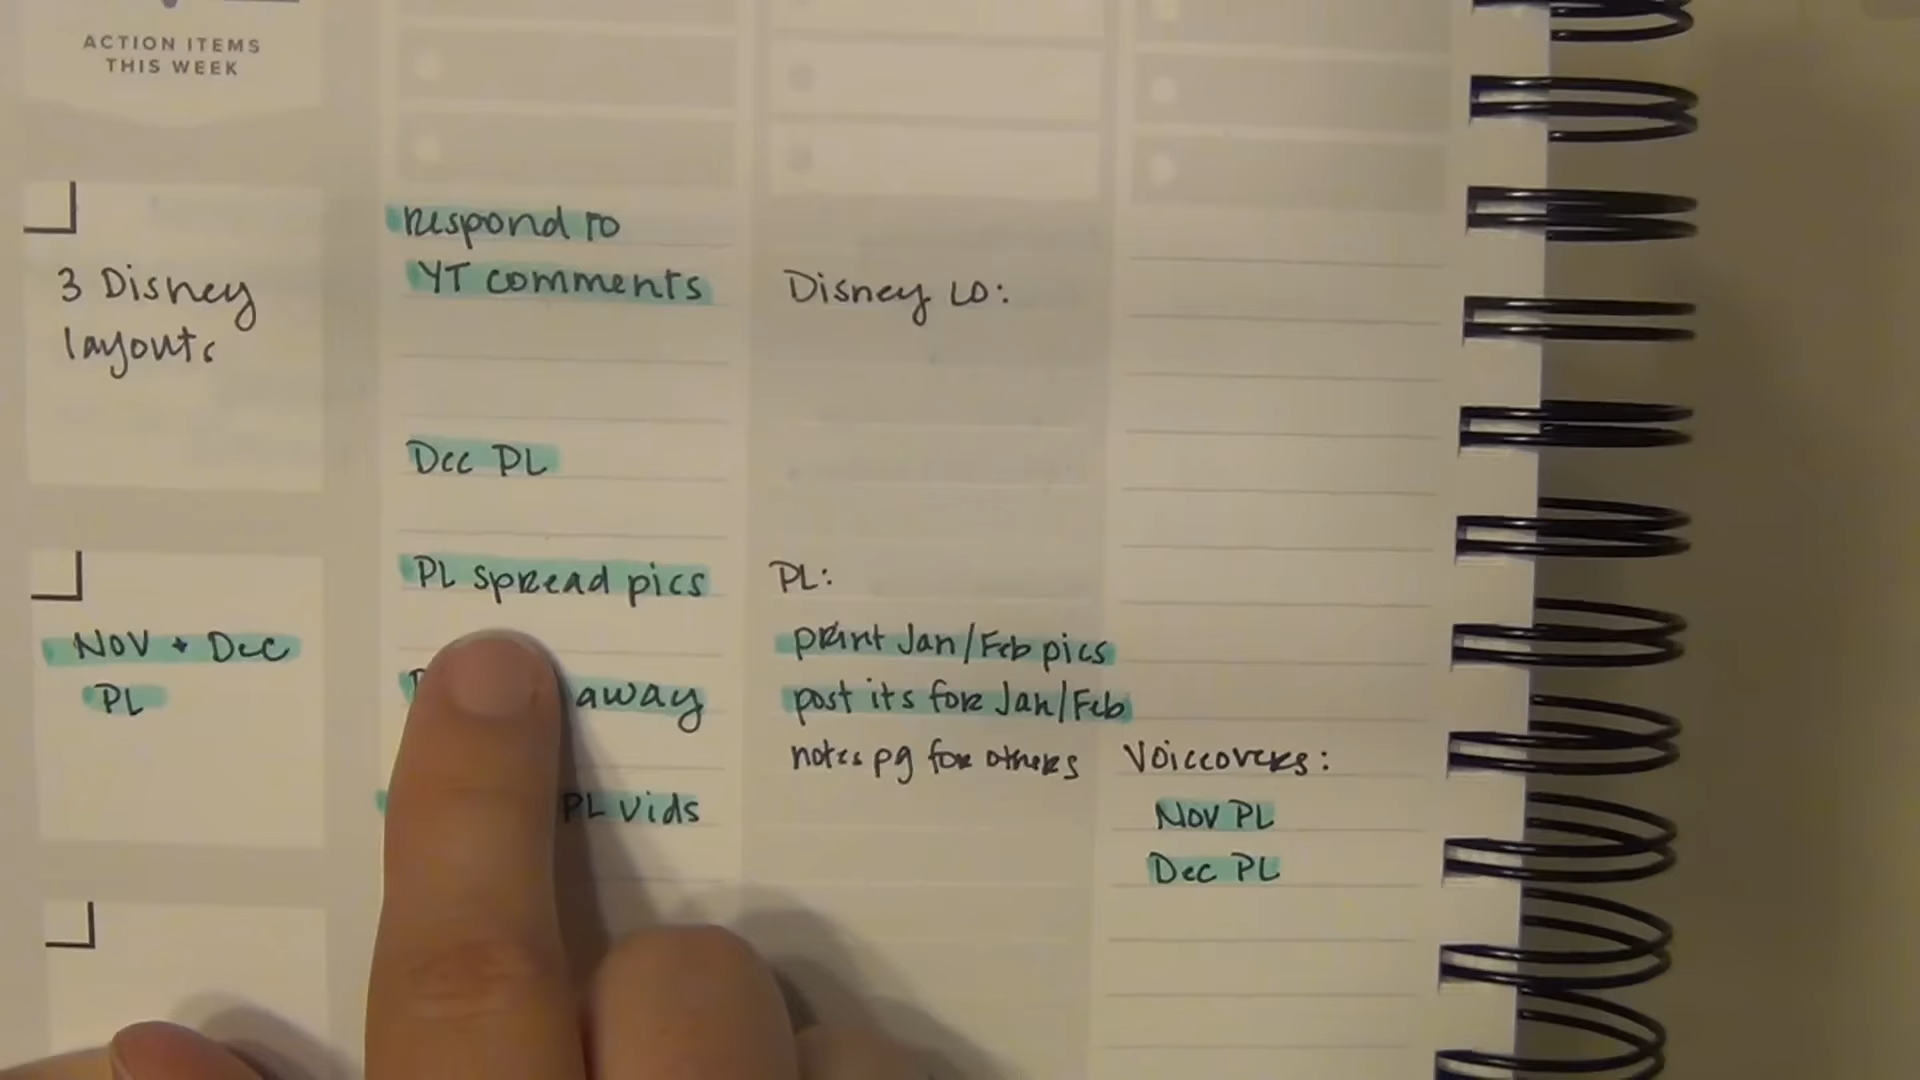 ACTION ITEMS
THIS WEEK
3 Disney
layouts
Nov + Dec
PL
respond to
YT comments
Dec PL
PL spread pics
away
PL vids
Disney LO:
PL:
print Jan/Feb pics
post its for Jan/Feb
notes pg for others
Voiceovers:
Nov PL
Dec PL